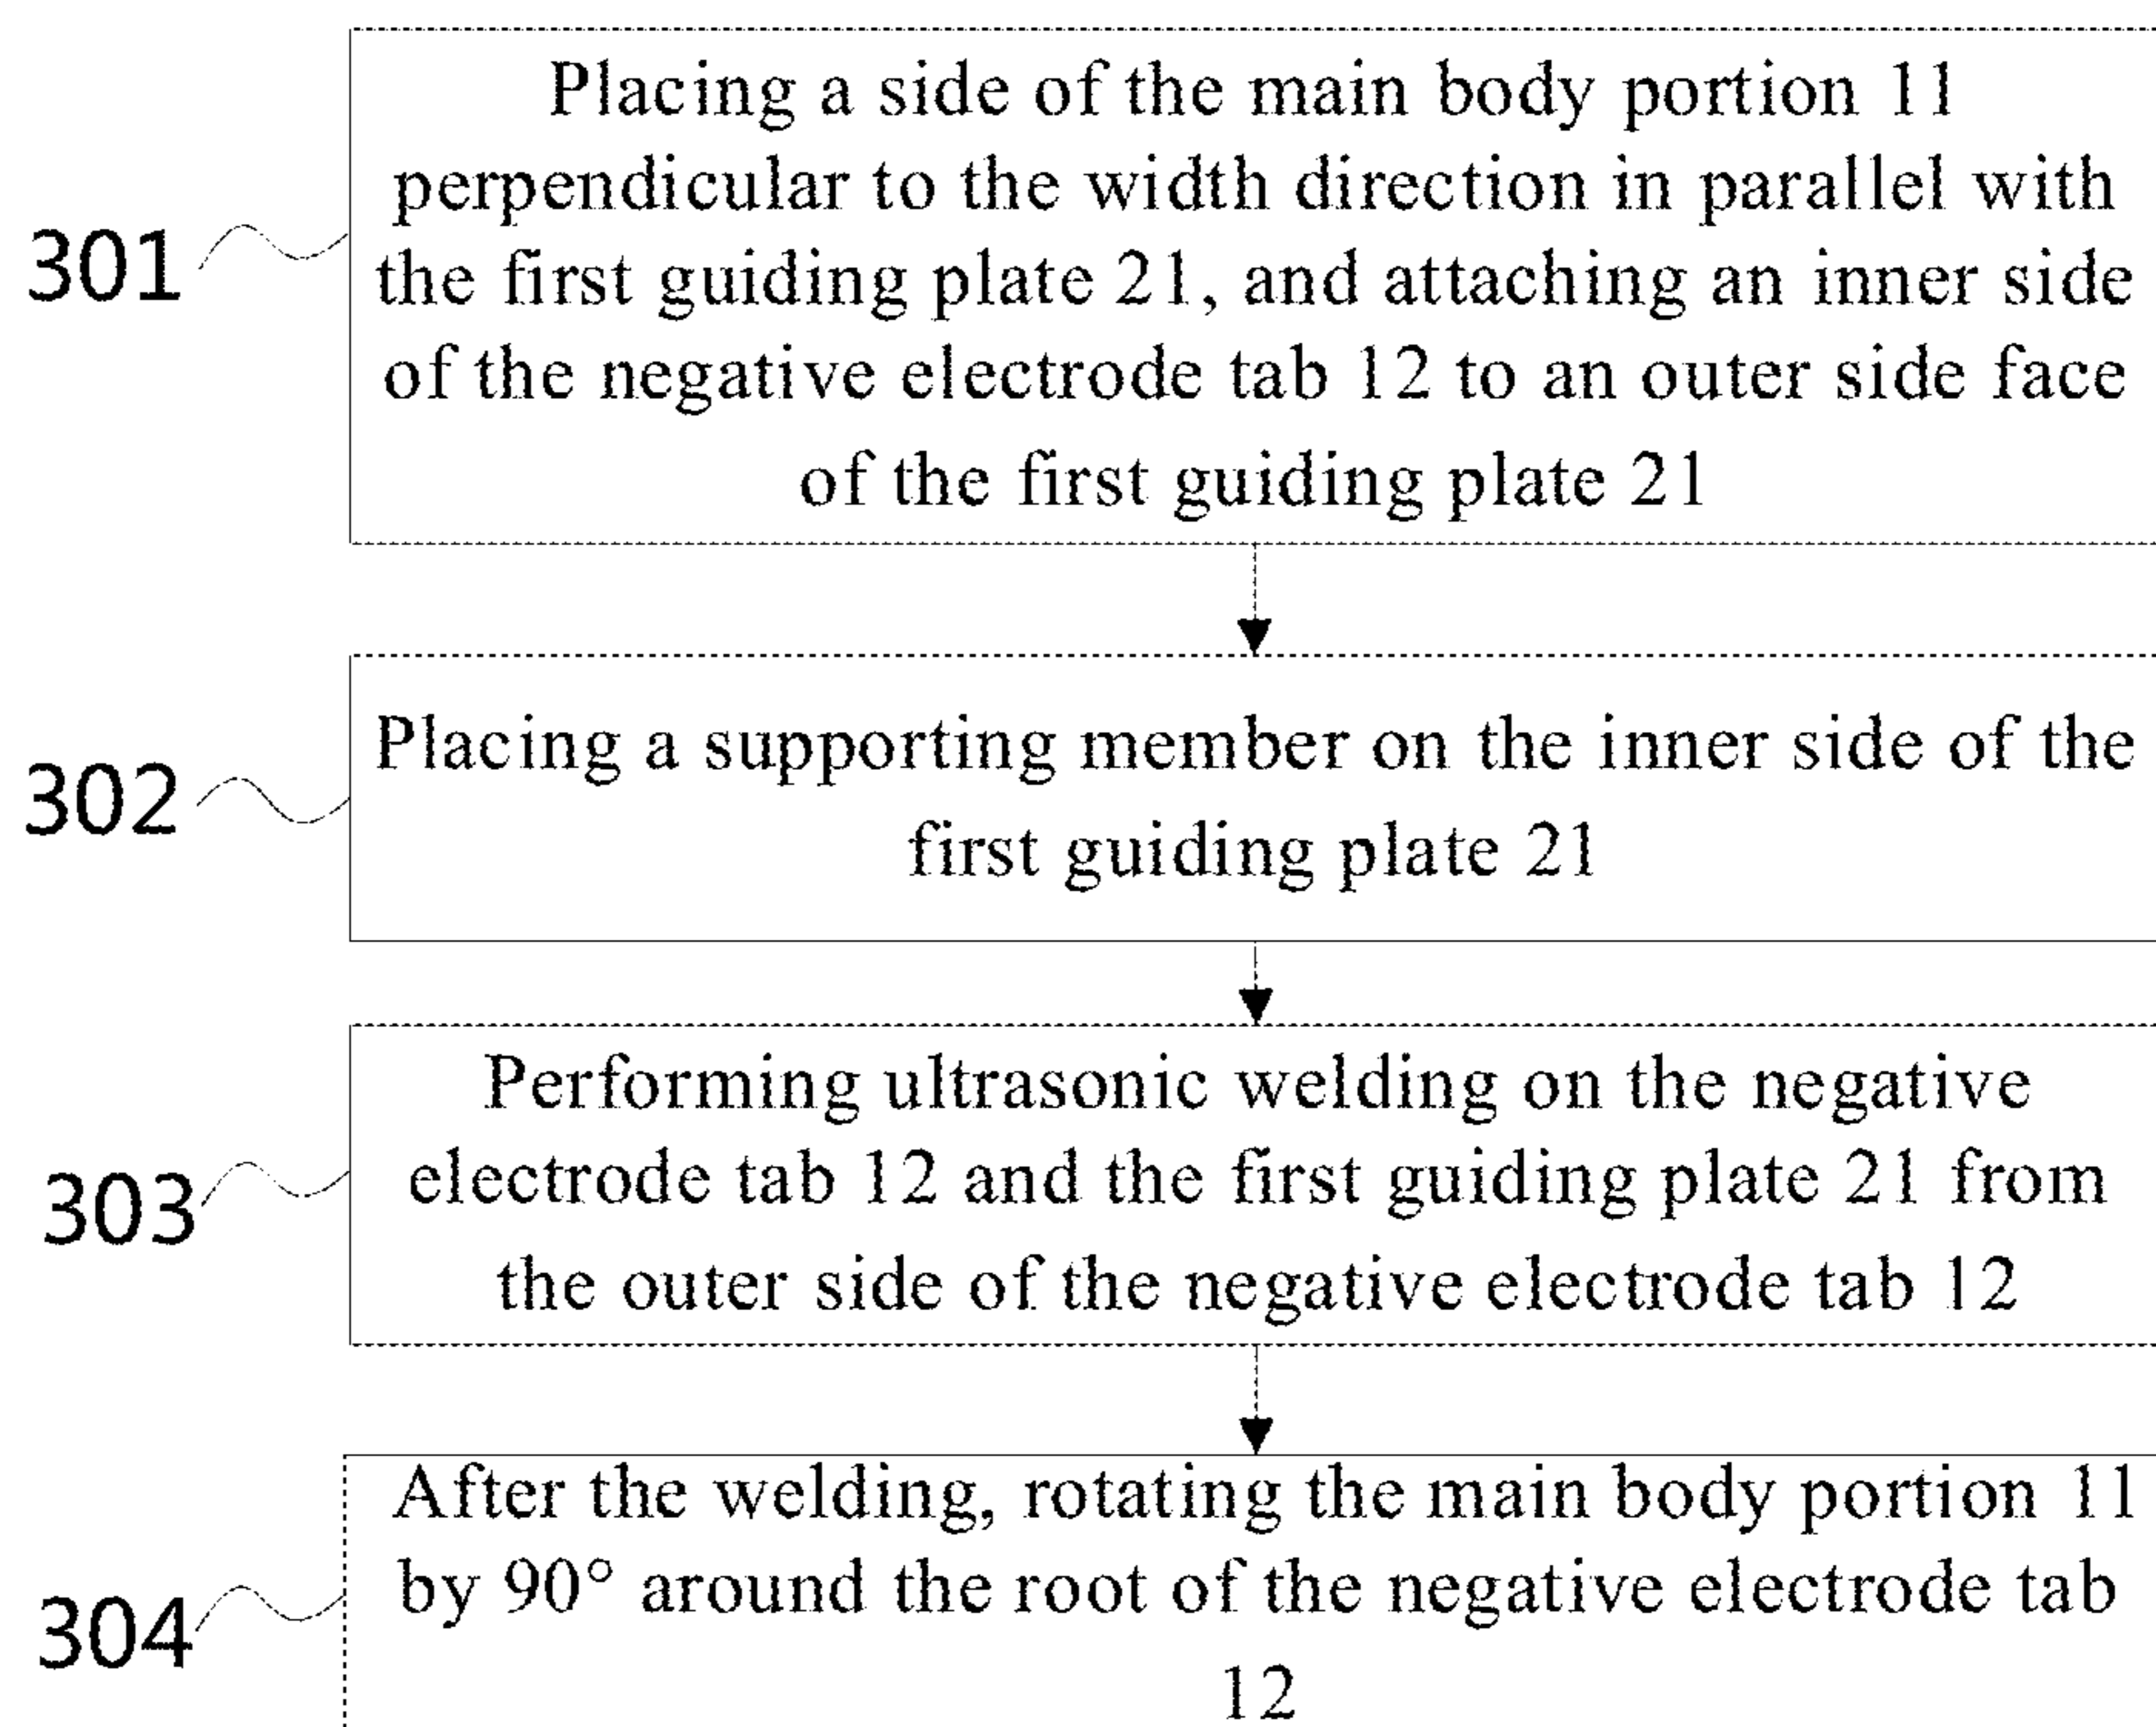 Placing a side of the main body portion 11
perpendicular to the width direction in parallel with
301
the first guiding plate 21, and attaching an inner side
of the negative electrode tab 12 to an outer side face
of the first guiding plate 21
Placing a supporting member on the inner side of the
302
first guiding plate 21
Performing ultrasonic welding on the negative
electrode tab 12 and the first guiding plate 21 from
303
the outer side of the negative electrode tab 12
After the welding, rotating the main body portion 11
by 90° around the root of the negative electrode tab
304
12